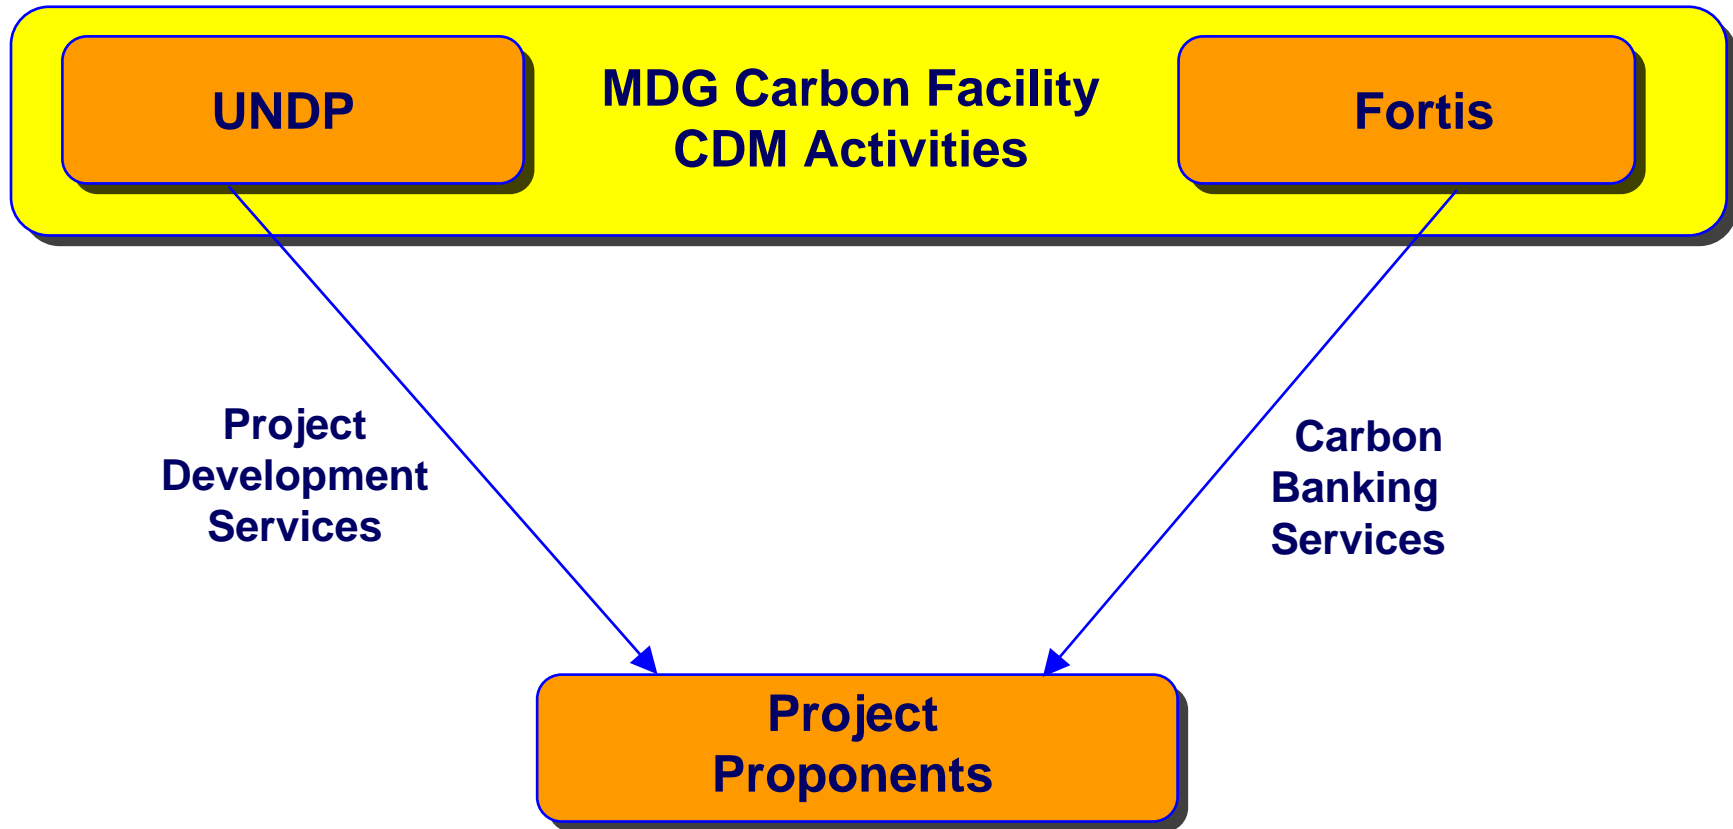 UNDP
MDG Carbon Facility
CDM Activities
Fortis
Project
Development
Services
Carbon
Banking
Services
Project
Proponents